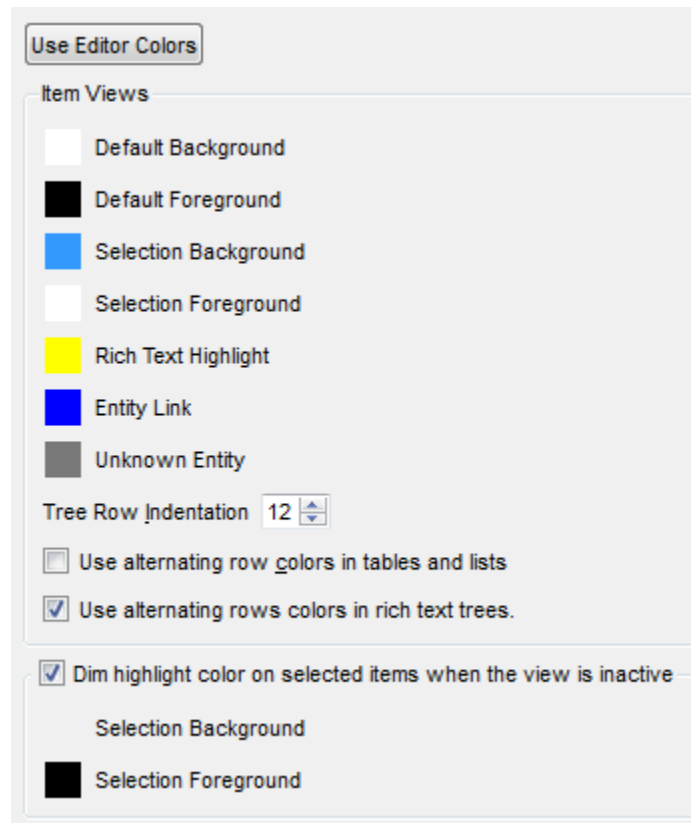 Use Editor Colors
Item Views
Default Background
Default Foreground
Selection Background
Selection Foreground
Rich Text Highlight
Entity Link
Unknown Entity
Tree Row Indentation 12
Use alternating row colors in tables and lists
Use alternating rows colors in rich text trees.
Dim highlight color on selected items when the view is inactive
Selection Background
Selection Foreground